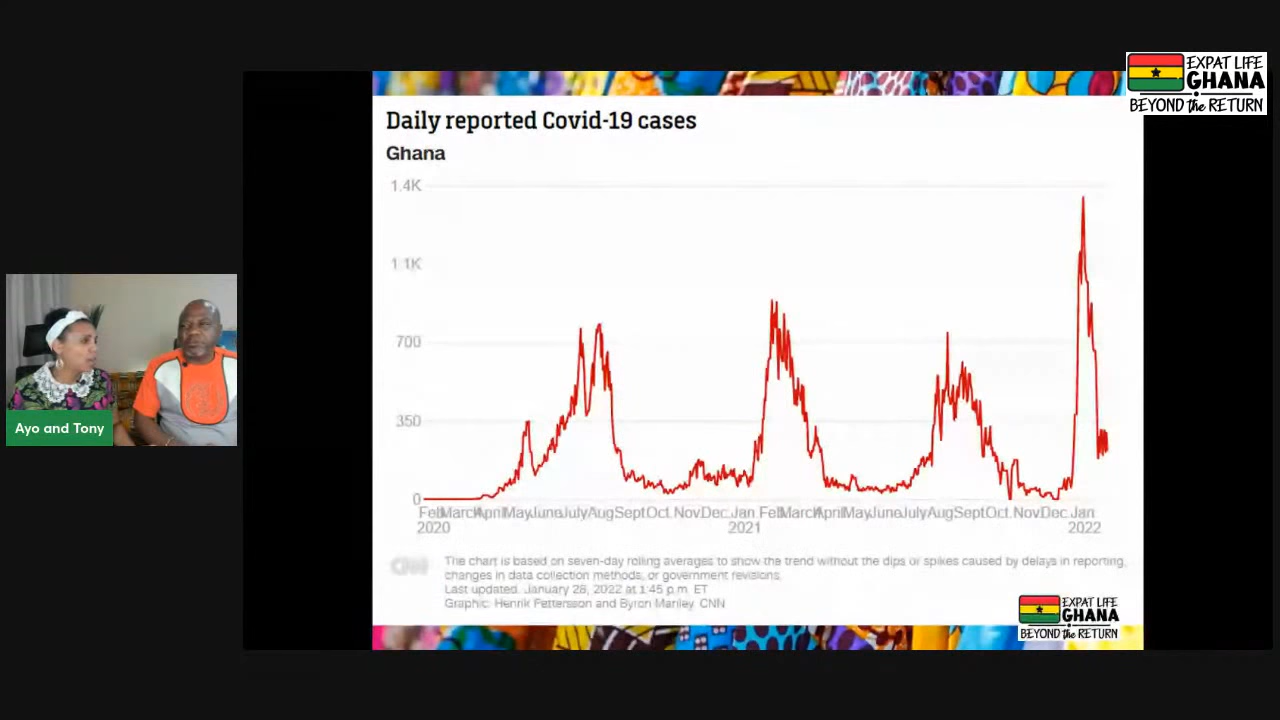 EXPAT LIFE
GHANA
BEYOND the RETURN
Daily reported Covid-19 cases
Ghana
1.4K
1.1K
700
350
0
Feb March April May June July Aug Sept Oct. Nov. Dec. Jan Feb March April May June July Aug Sept Oct. Nov. Dec. Jan
2020 2021 2022
CNN
The chart is based on seven-day rolling averages to show the trend without the dips or spikes caused by delays in reporting,
changes in data collection methods, or government revisions.
Last updated: January 28, 2022 at 1:45 p.m. ET
Graphic: Henrik Pettersson and Byron Manley, CNN
EXPAT LIFE
GHANA
BEYOND the RETURN
Ayo and Tony